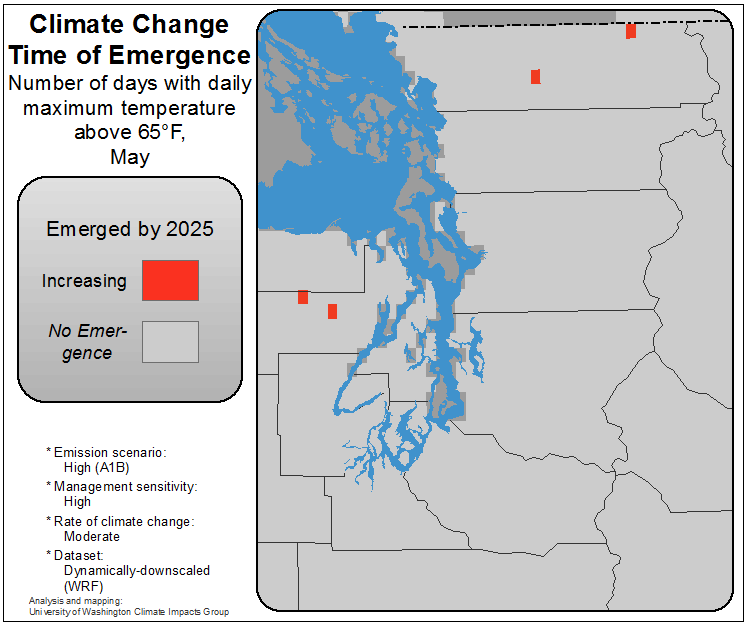 Climate Change
Time of Emergence
Number of days with daily
maximum temperature
above 65°F,
May
Emerged by 2025
Increasing
No Emer-
gence
* Emission scenario:
High (A1B)
* Management sensitivity:
High
* Rate of climate change:
Moderate
* Dataset:
Dynamically-downscaled
(WRF)
Analysis and mapping:
University of Washington Climate Impacts Group